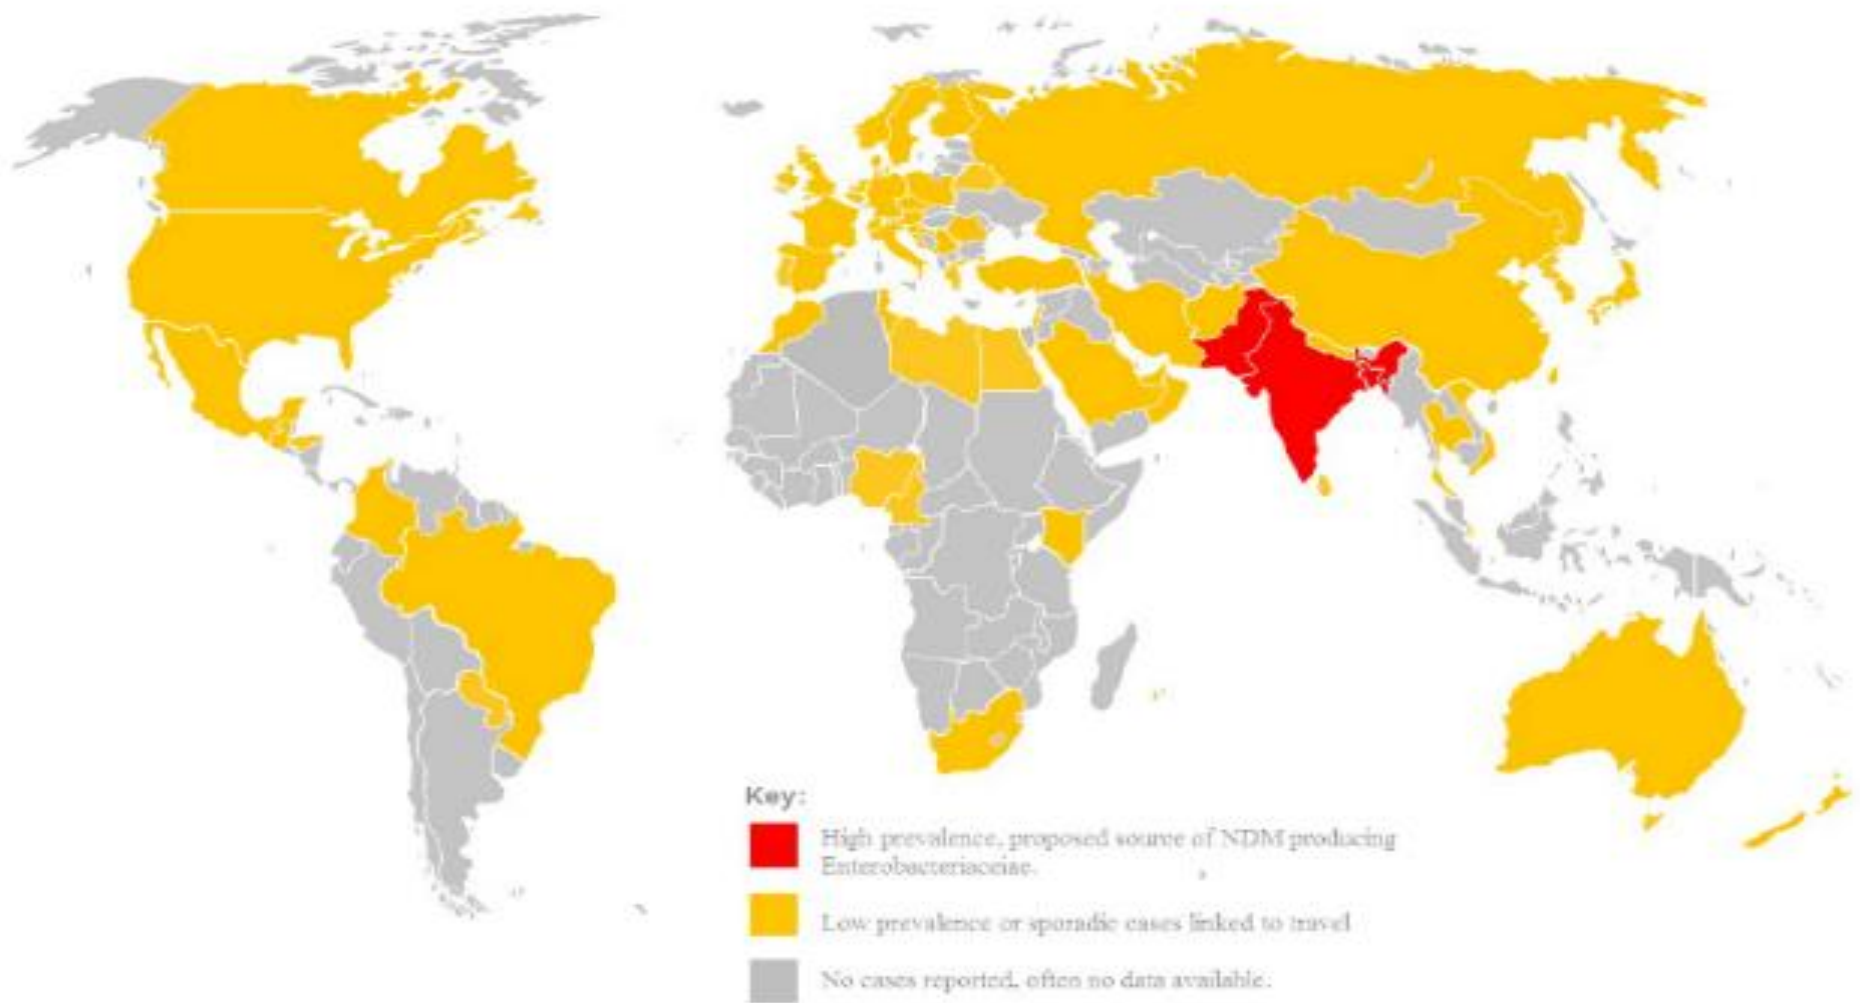 Key:
High prevalence, proposed source of NDM producing
Enterobacteriaceiae.
Low prevalence or sporadic cases linked to travel
No cases reported, often no data available.